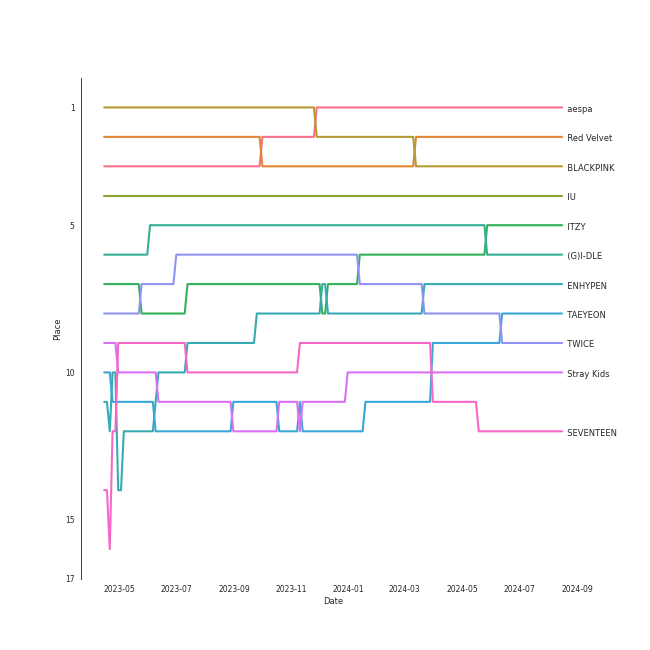 1
aespa
Red Velvet
BLACKPINK
IU
5
ITZY
(G)I-DLE
ENHYPEN
TAEYEON
Place
TWICE
10
Stray Kids
SEVENTEEN
15
17
2023-05 2023-07 2023-09 2023-11 2024-01 2024-03 2024-05 2024-07 2024-09
Date